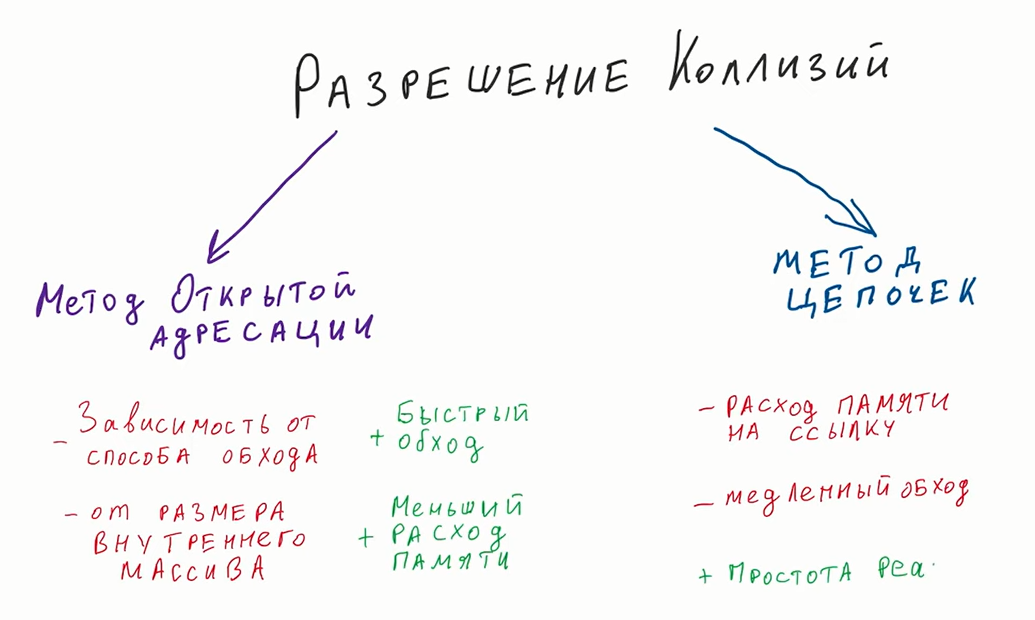 Разрешение Коллизий
Метод Открытой
адресации
- Зависимость от
способа обхода
- от размера
внутреннего
массива
+ Быстрый
обход
+ Меньший
расход
памяти
метод
цепочек
- расход памяти
на ссылку
- медленный обход
+ Простота реа